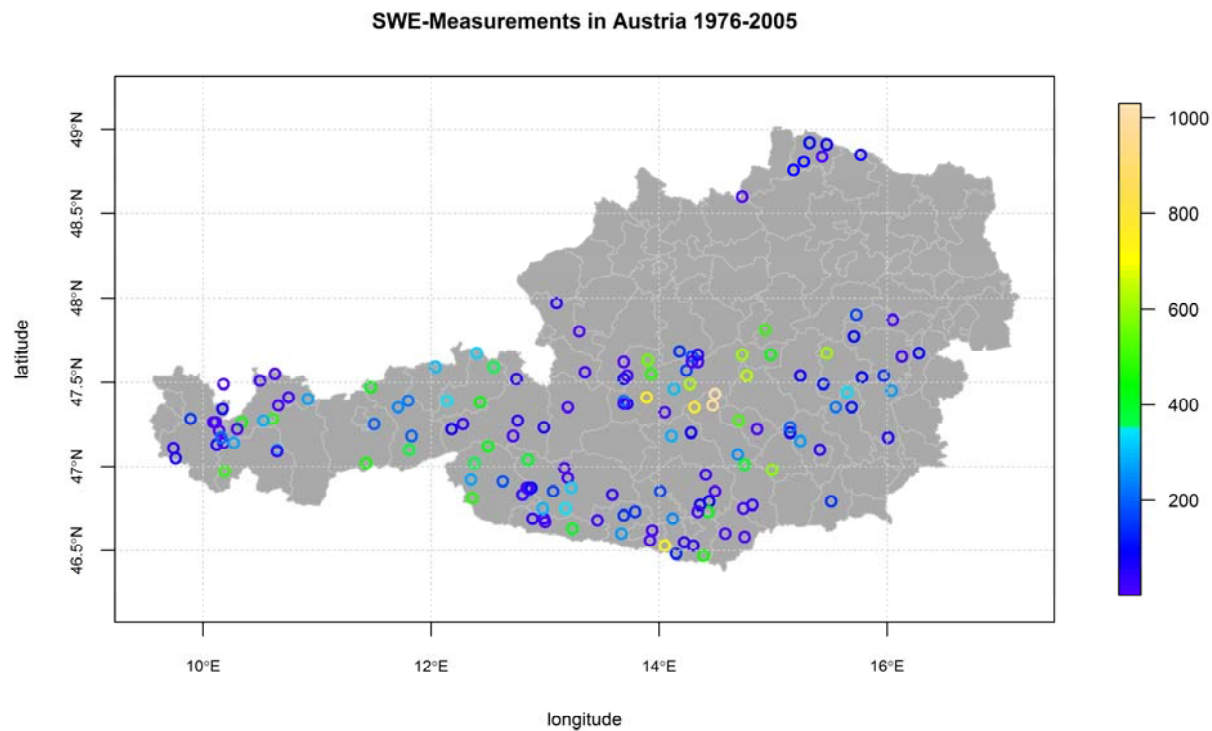 SWE-Measurements in Austria 1976-2005
latitude
49°N
48.5°N
48°N
47.5°N
47°N
46.5°N
10°E
12°E
14°E
16°E
longitude
1000
800
600
400
200